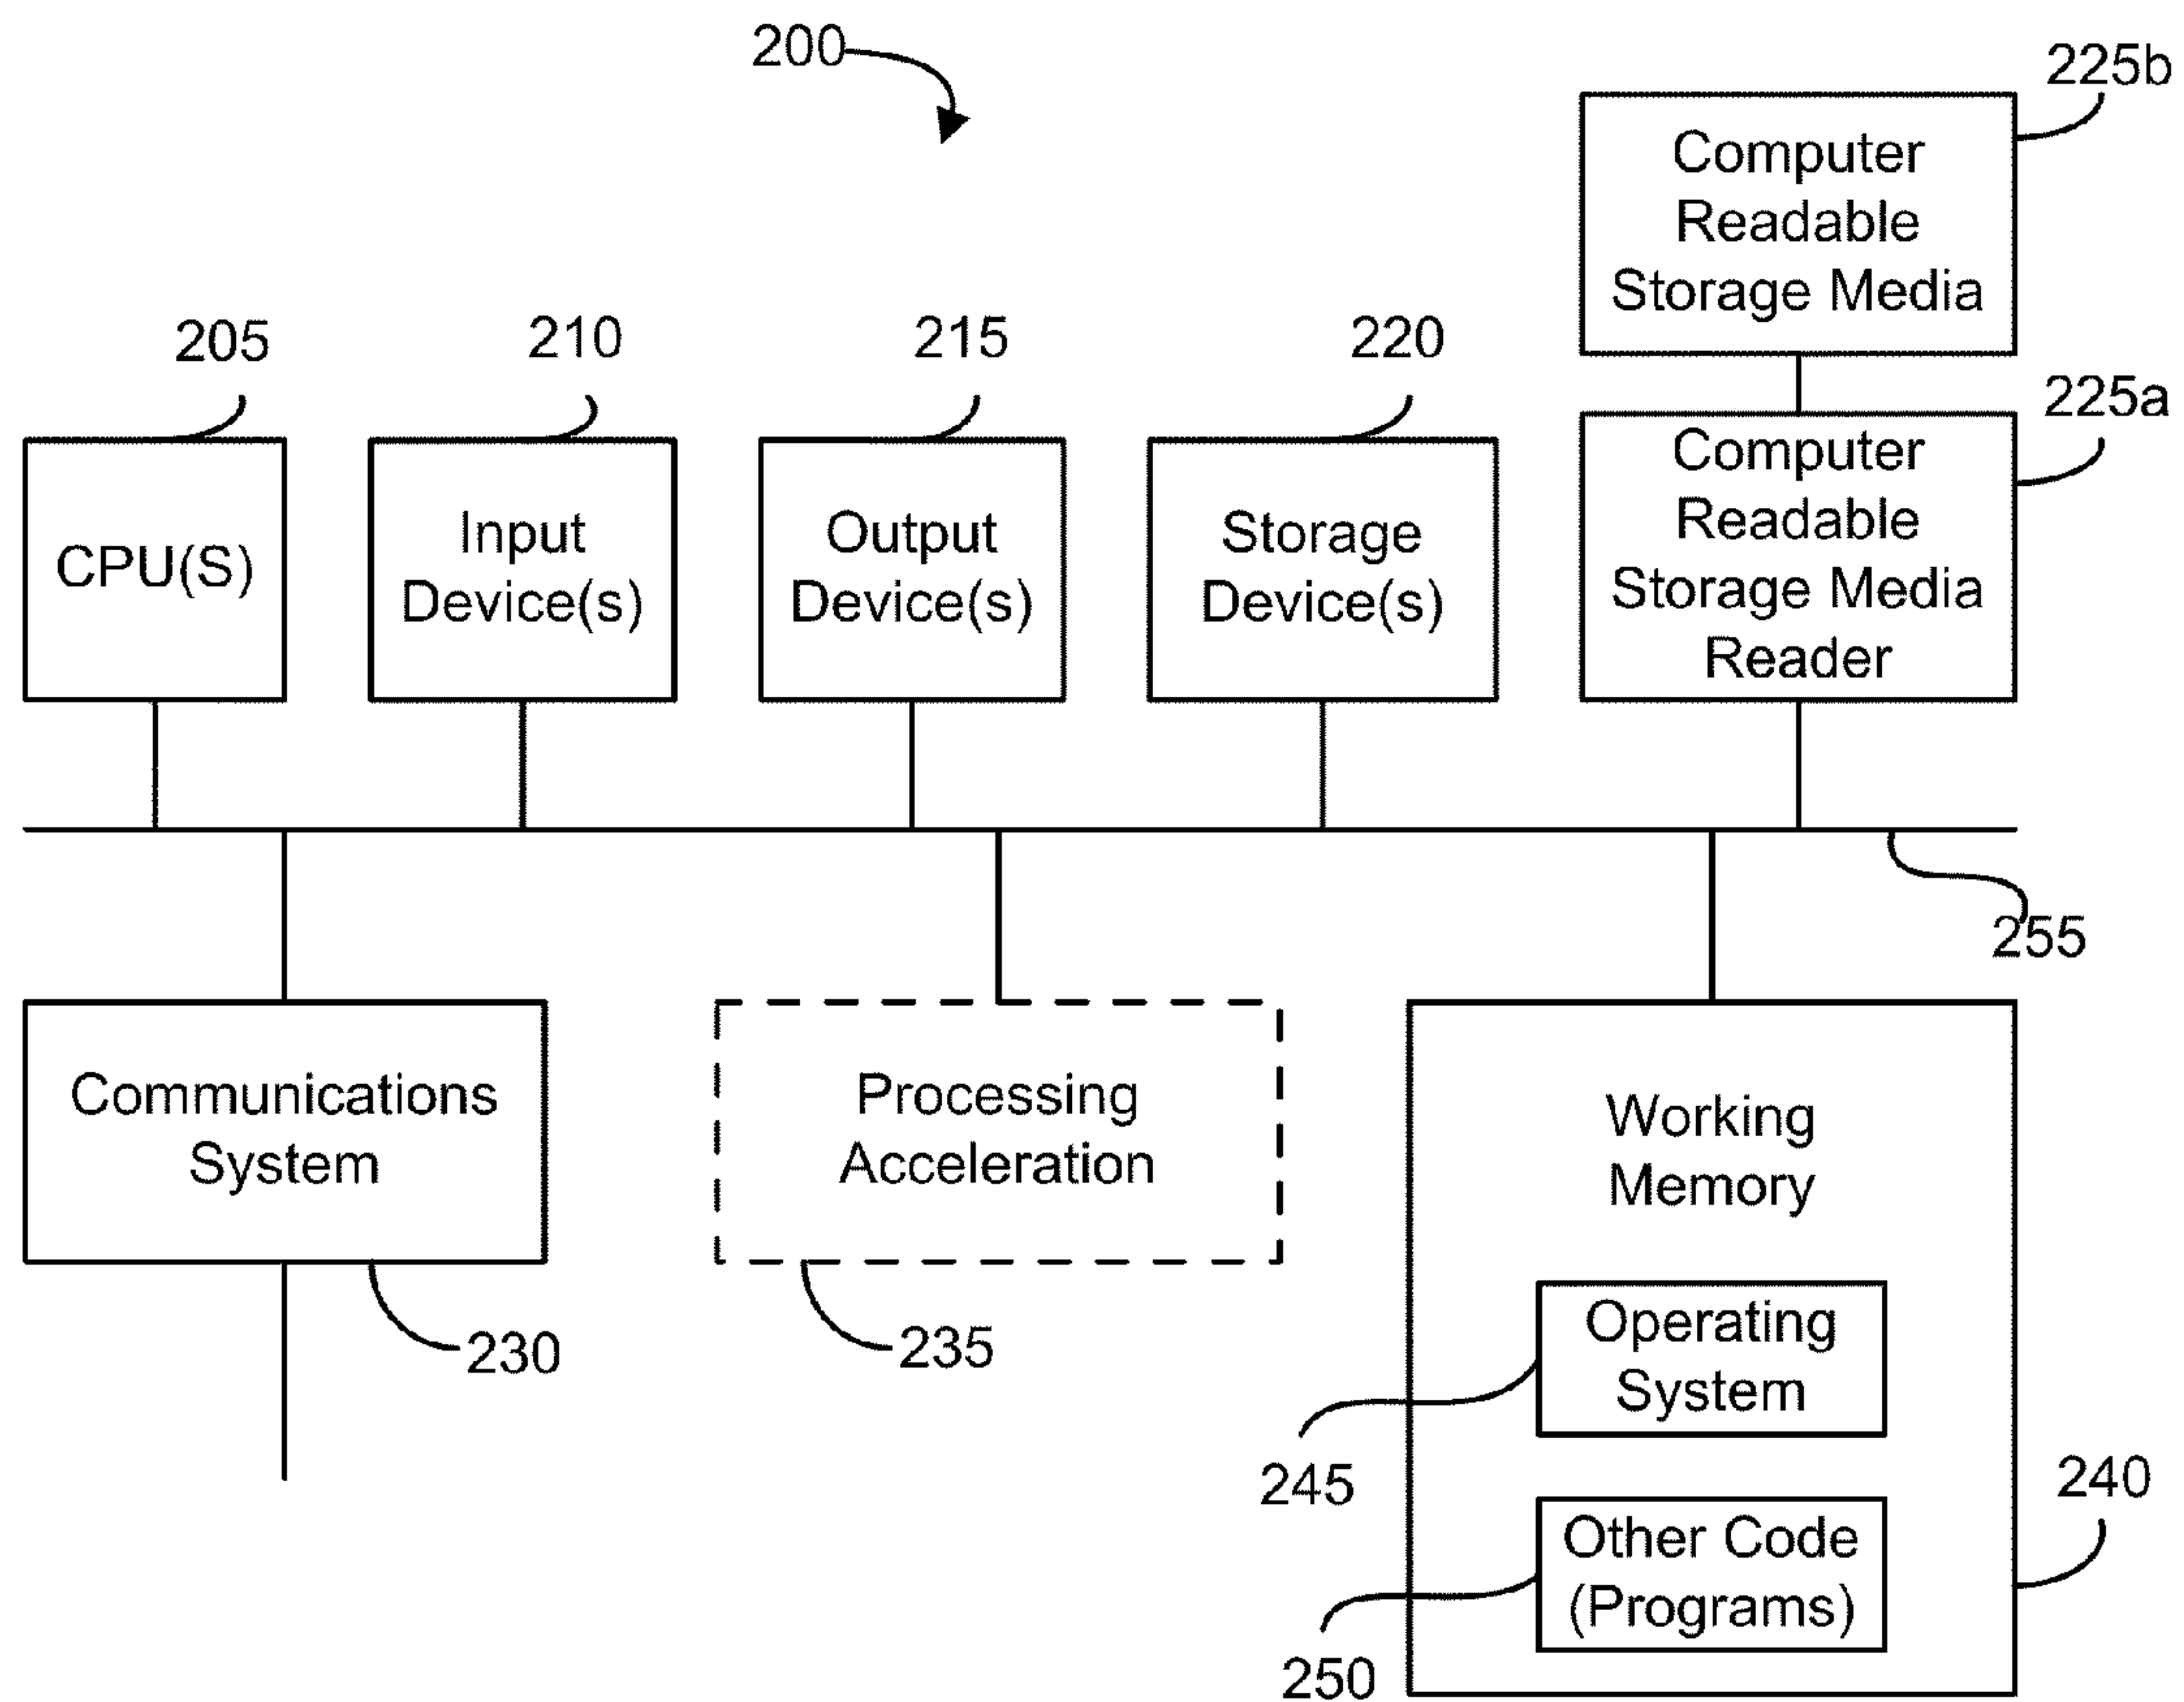 200
225b
Computer
Readable
Storage Media
205
210
215
220
225a
CPU(S)
Input
Device(s)
Output
Device(s)
Storage
Device(s)
Computer
Readable
Storage Media
Reader
255
Communications
System
230
Processing
Acceleration
235
Working
Memory
Operating
System
245
240
Other Code
(Programs)
250